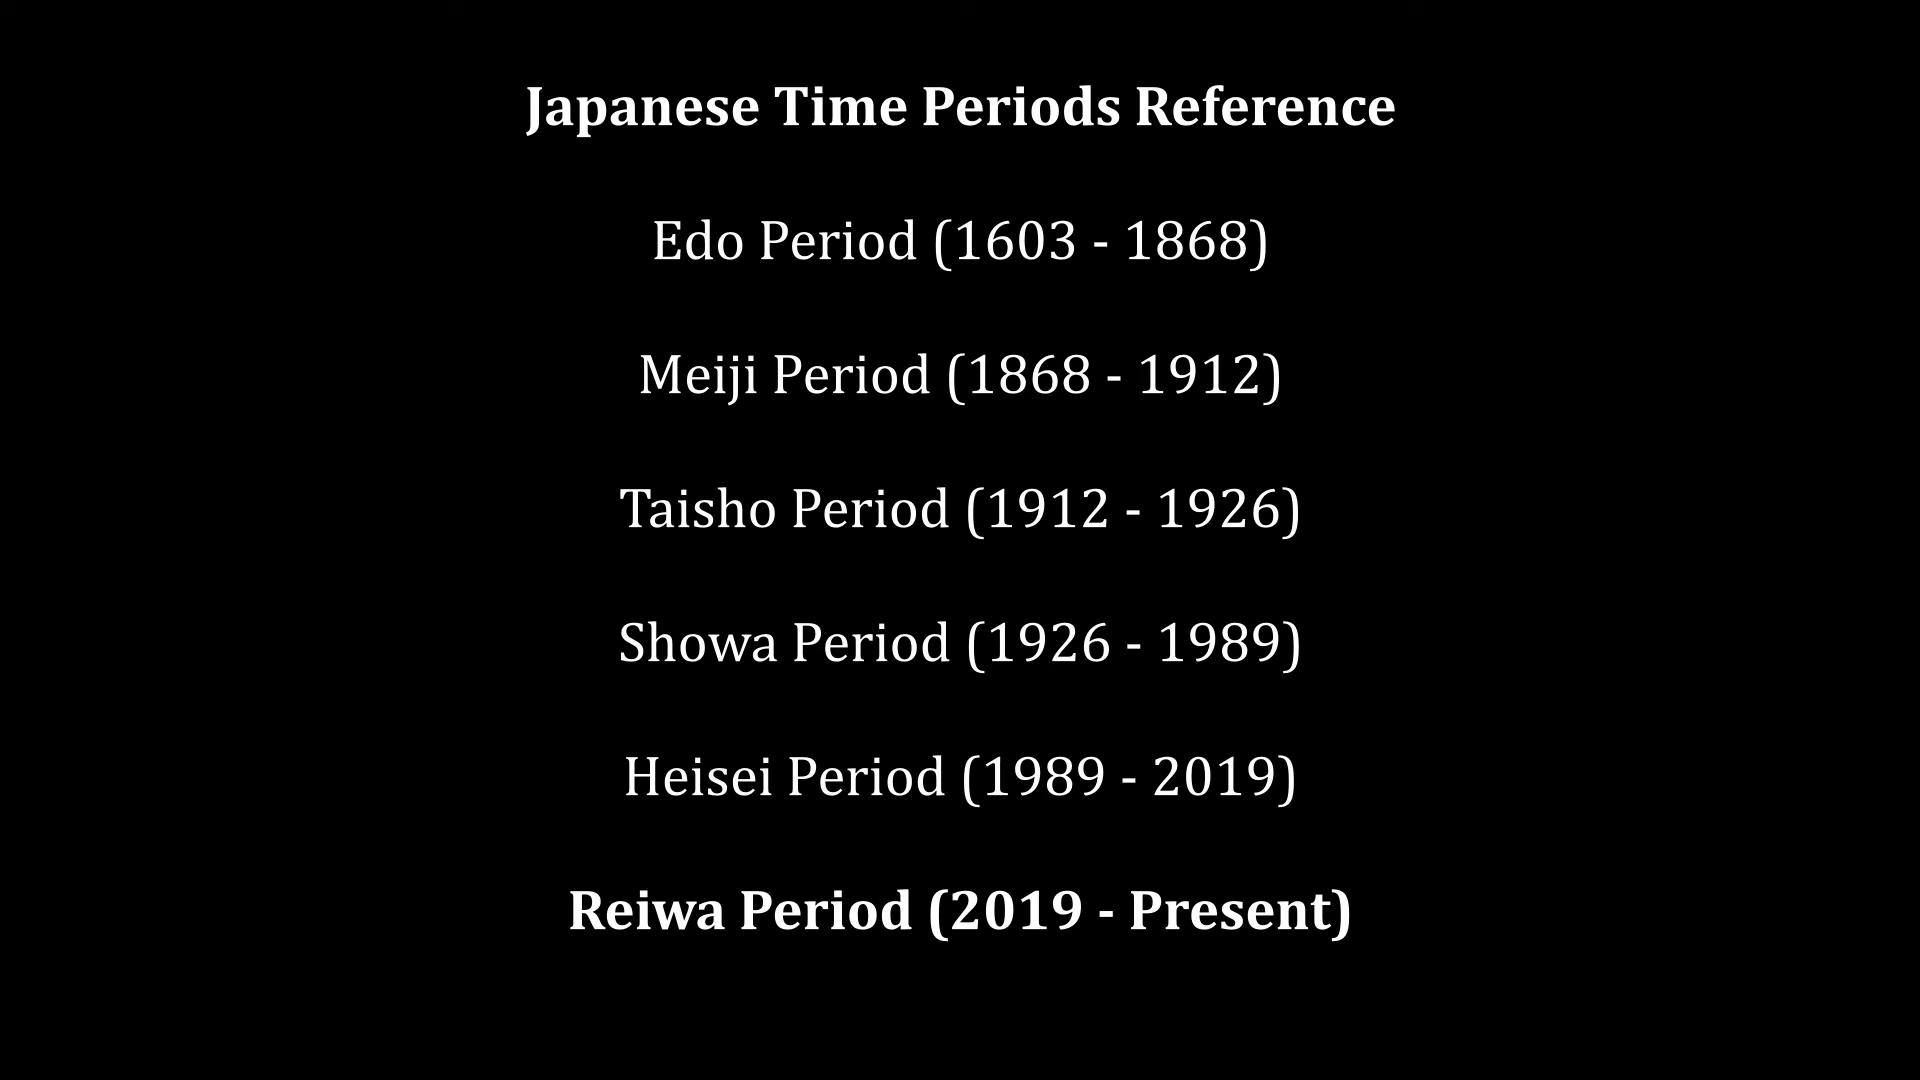 Japanese Time Periods Reference
Edo Period (1603 - 1868)
Meiji Period (1868 - 1912)
Taisho Period (1912 - 1926)
Showa Period (1926 - 1989)
Heisei Period (1989 - 2019)
Reiwa Period (2019 - Present)